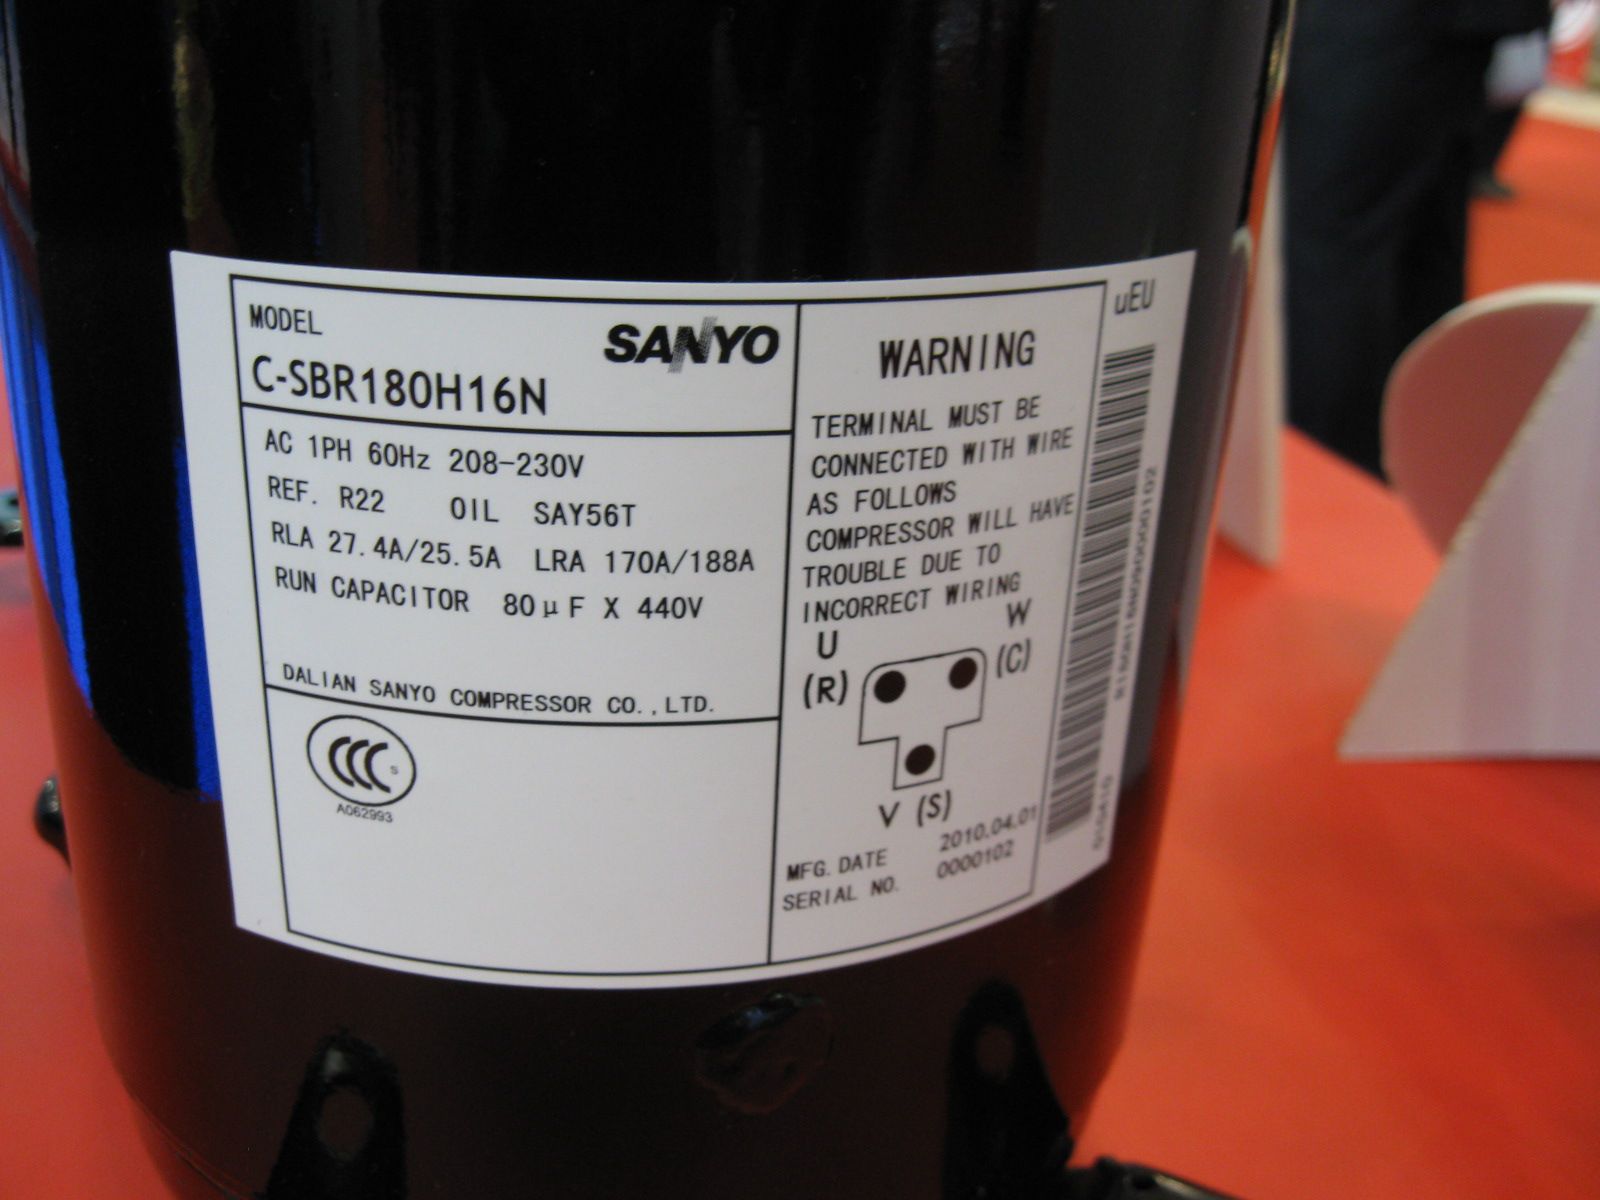 MODEL
SANYO
C-SBR180H16N
AC 1PH 60Hz 208-230V
REF. R22 OIL SAY56T
RLA 27.4A/25.5A LRA 170A/188A
RUN CAPACITOR 80μF X 440V
DALIAN SANYO COMPRESSOR CO.,LTD.
CCC S
A062993
WARNING
TERMINAL MUST BE
CONNECTED WITH WIRE
AS FOLLOWS
COMPRESSOR WILL HAVE
TROUBLE DUE TO
INCORRECT WIRING
U W
(R) (C)
V (S)
MFG. DATE 2010.04.01
SERIAL NO. 0000102
uEU